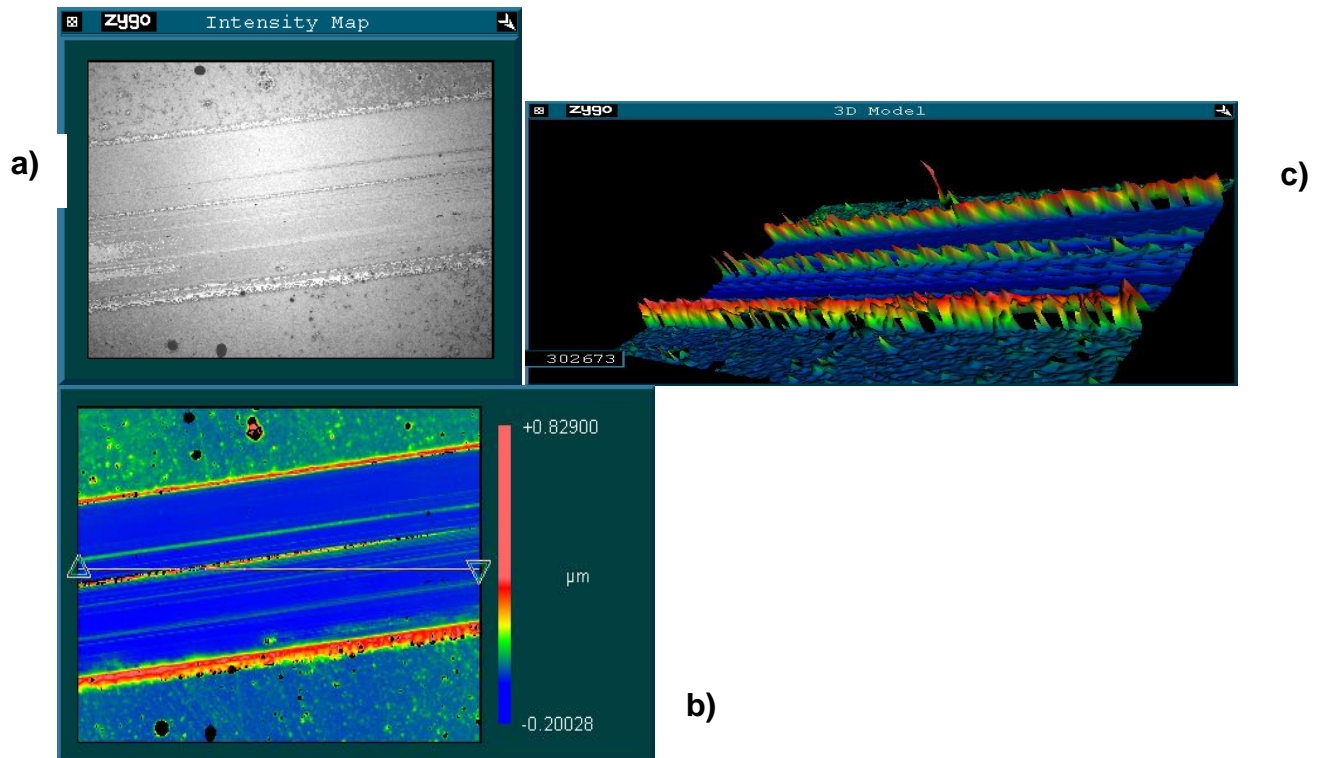 zygo Intensity Map
a)
zygo 3D Model
c)
302673
+0.82900
µm
-0.20028
b)